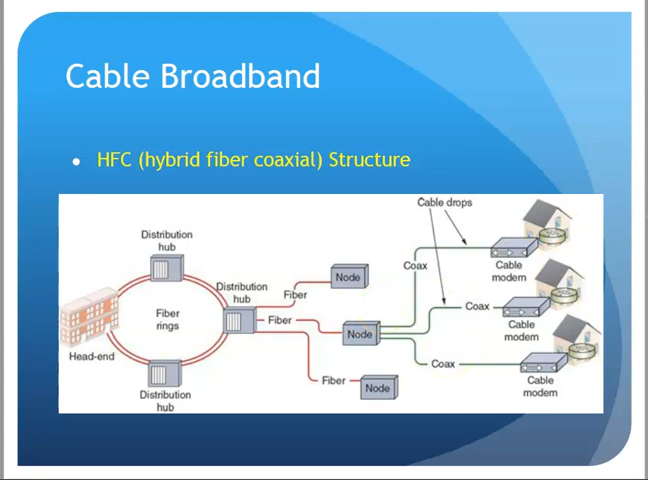 Cable Broadband
● HFC (hybrid fiber coaxial) Structure
Cable drops
Distribution
hub
Coax
Node
Cable
modem
Distribution
hub
Fiber
Fiber
rings
Fiber
Coax
Cable
modem
Node
Head-end
Coax
Fiber
Node
Cable
modem
Distribution
hub